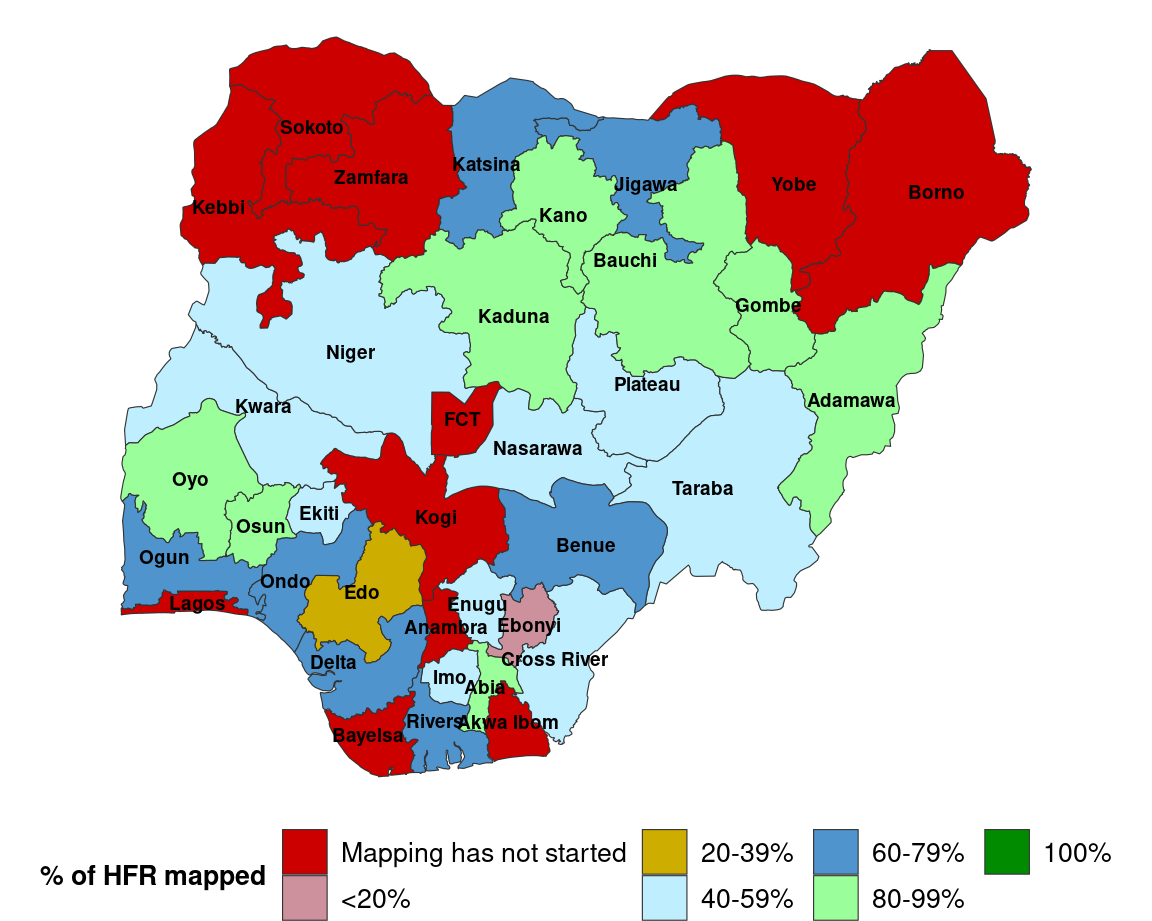 Sokoto
Katsina
Zamfara
Jigawa
Yobe
Borno
Kebbi
Kano
Bauchi
Gombe
Kaduna
Niger
Plateau
Adamawa
Kwara
FCT
Nasarawa
Oyo
Taraba
Kogi
Ekiti
Osun
Benue
Ogun
Ondo
Edo
Lagos
Enugu
Anambra
Ebonyi
Cross River
Delta
Imo
Abia
Rivers
Akwa Ibom
Bayelsa
% of HFR mapped
Mapping has not started
<20%
20-39%
40-59%
60-79%
80-99%
100%